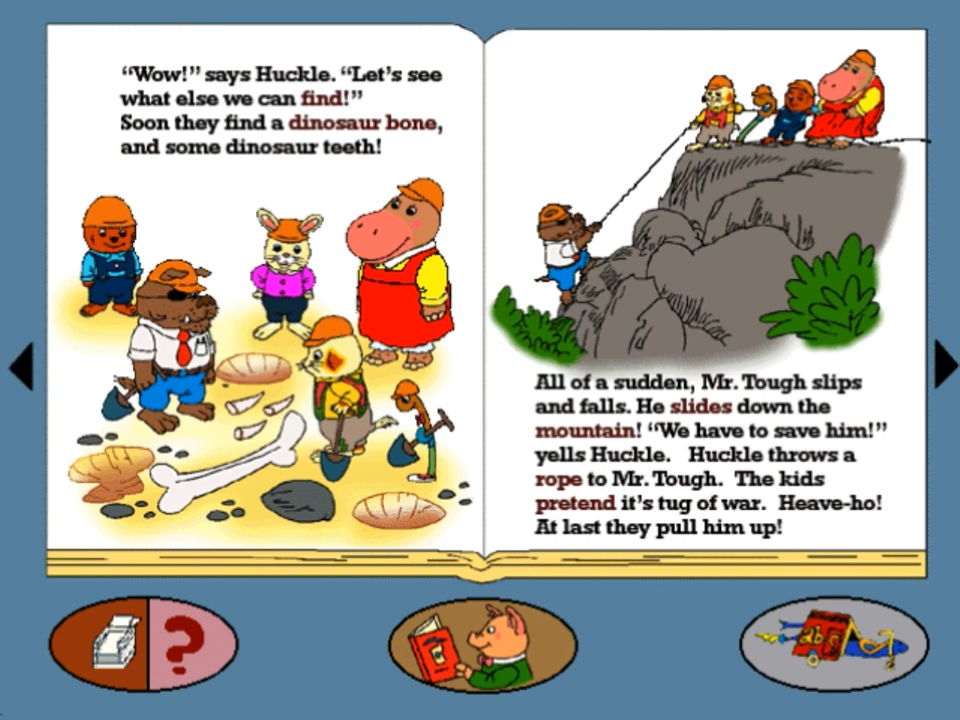 “Wow!” says Huckle. “Let’s see
what else we can find!”
Soon they find a dinosaur bone,
and some dinosaur teeth!
All of a sudden, Mr. Tough slips
and falls. He slides down the
mountain! “We have to save him!”
yells Huckle. Huckle throws a
rope to Mr. Tough. The kids
pretend it’s tug of war. Heave-ho!
At last they pull him up!
?
abc